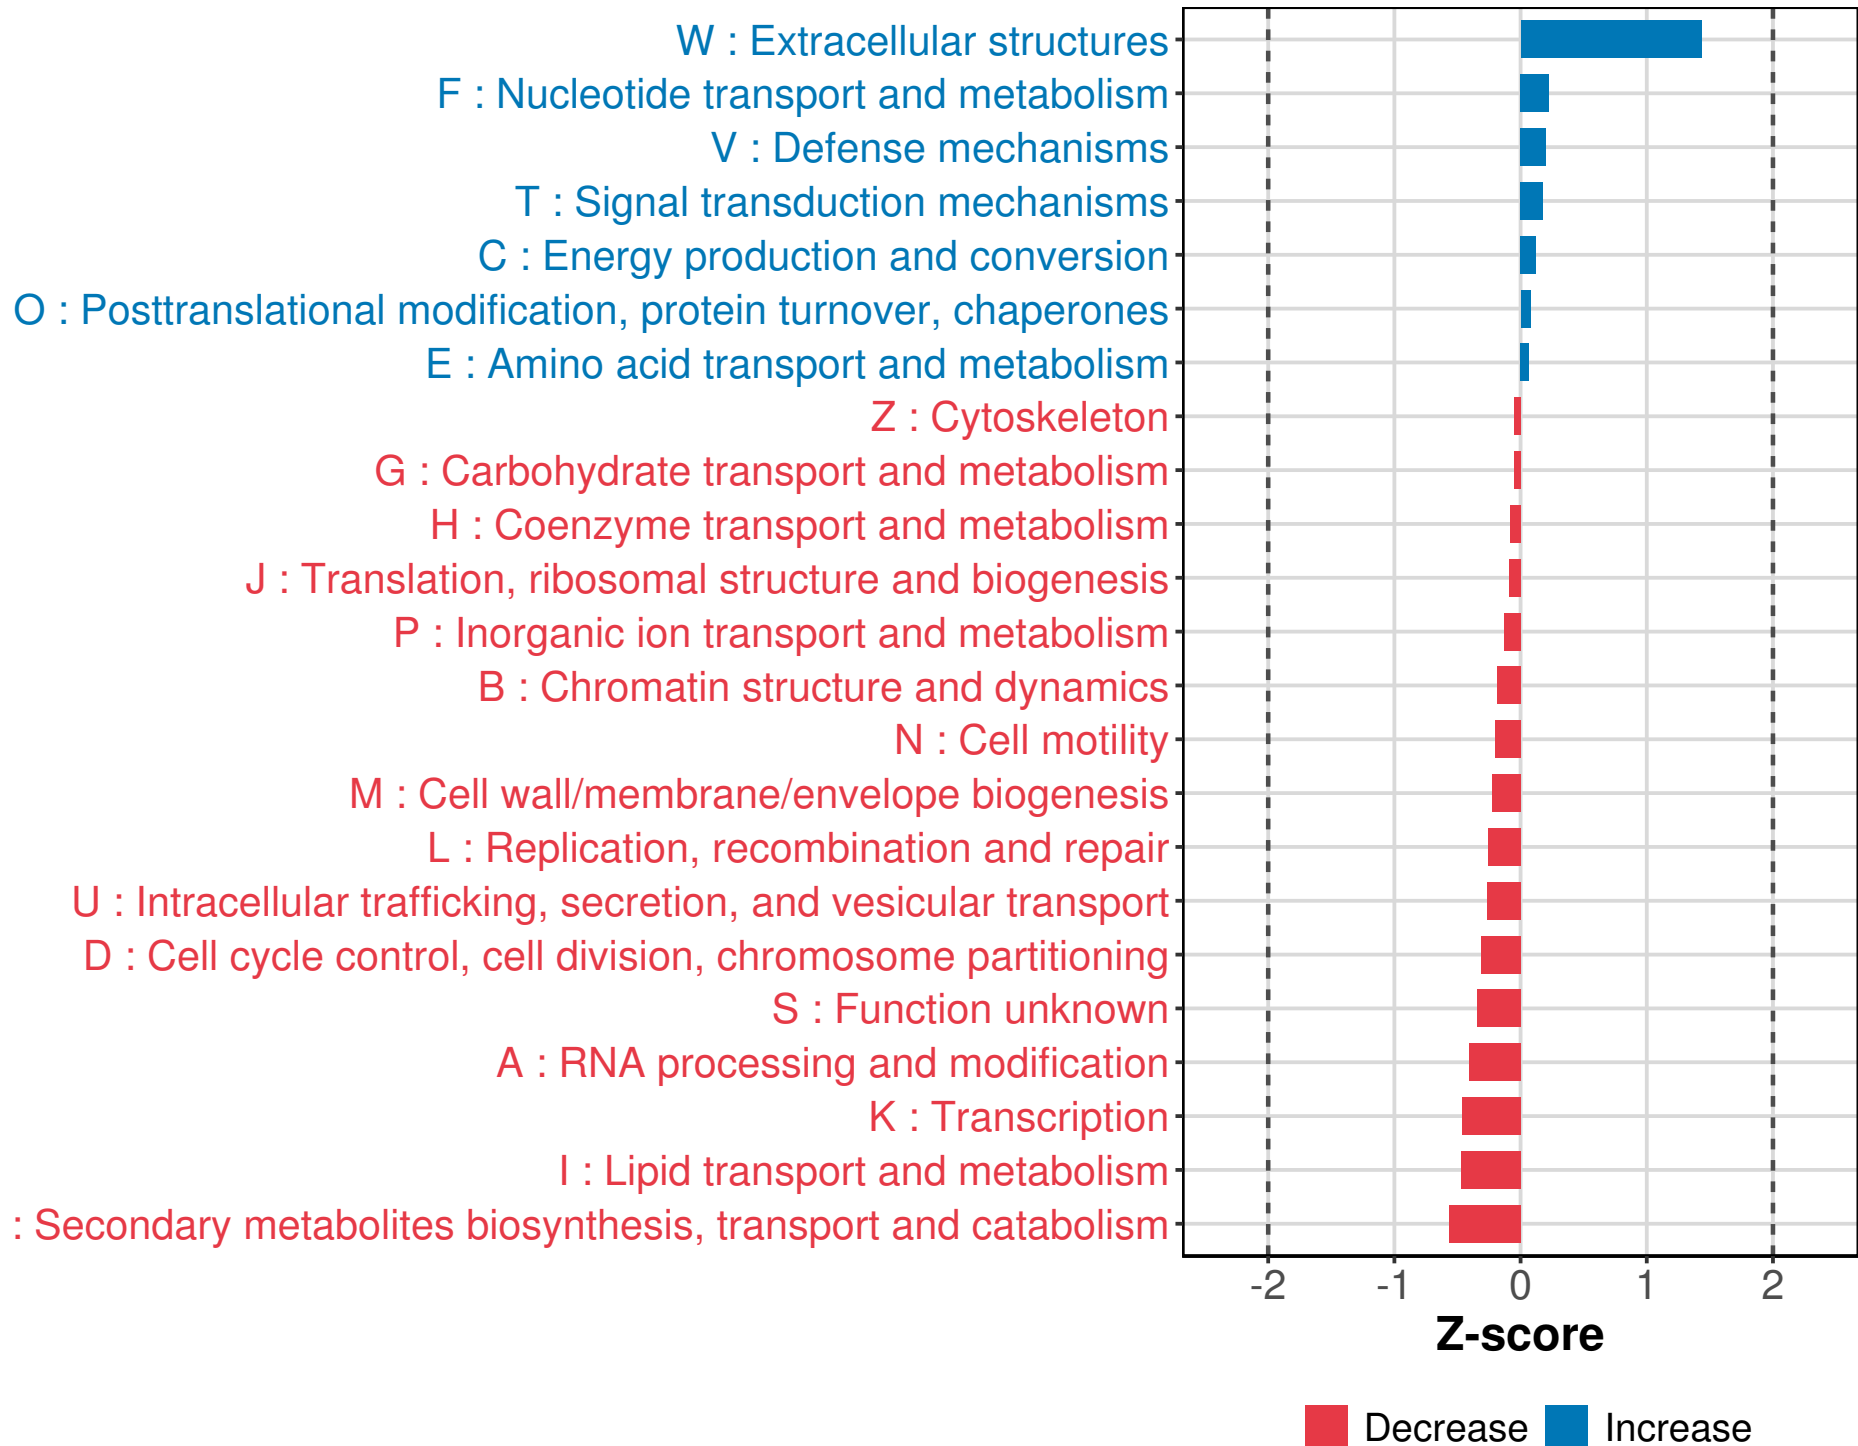 W : Extracellular structures
F : Nucleotide transport and metabolism
V : Defense mechanisms
T : Signal transduction mechanisms
C : Energy production and conversion
O : Posttranslational modification, protein turnover, chaperones
E : Amino acid transport and metabolism
Z : Cytoskeleton
G : Carbohydrate transport and metabolism
H : Coenzyme transport and metabolism
J : Translation, ribosomal structure and biogenesis
P : Inorganic ion transport and metabolism
B : Chromatin structure and dynamics
N : Cell motility
M : Cell wall/membrane/envelope biogenesis
L : Replication, recombination and repair
U : Intracellular trafficking, secretion, and vesicular transport
D : Cell cycle control, cell division, chromosome partitioning
S : Function unknown
A : RNA processing and modification
K : Transcription
I : Lipid transport and metabolism
: Secondary metabolites biosynthesis, transport and catabolism
-2 -1 0 1 2
Z-score
Decrease Increase